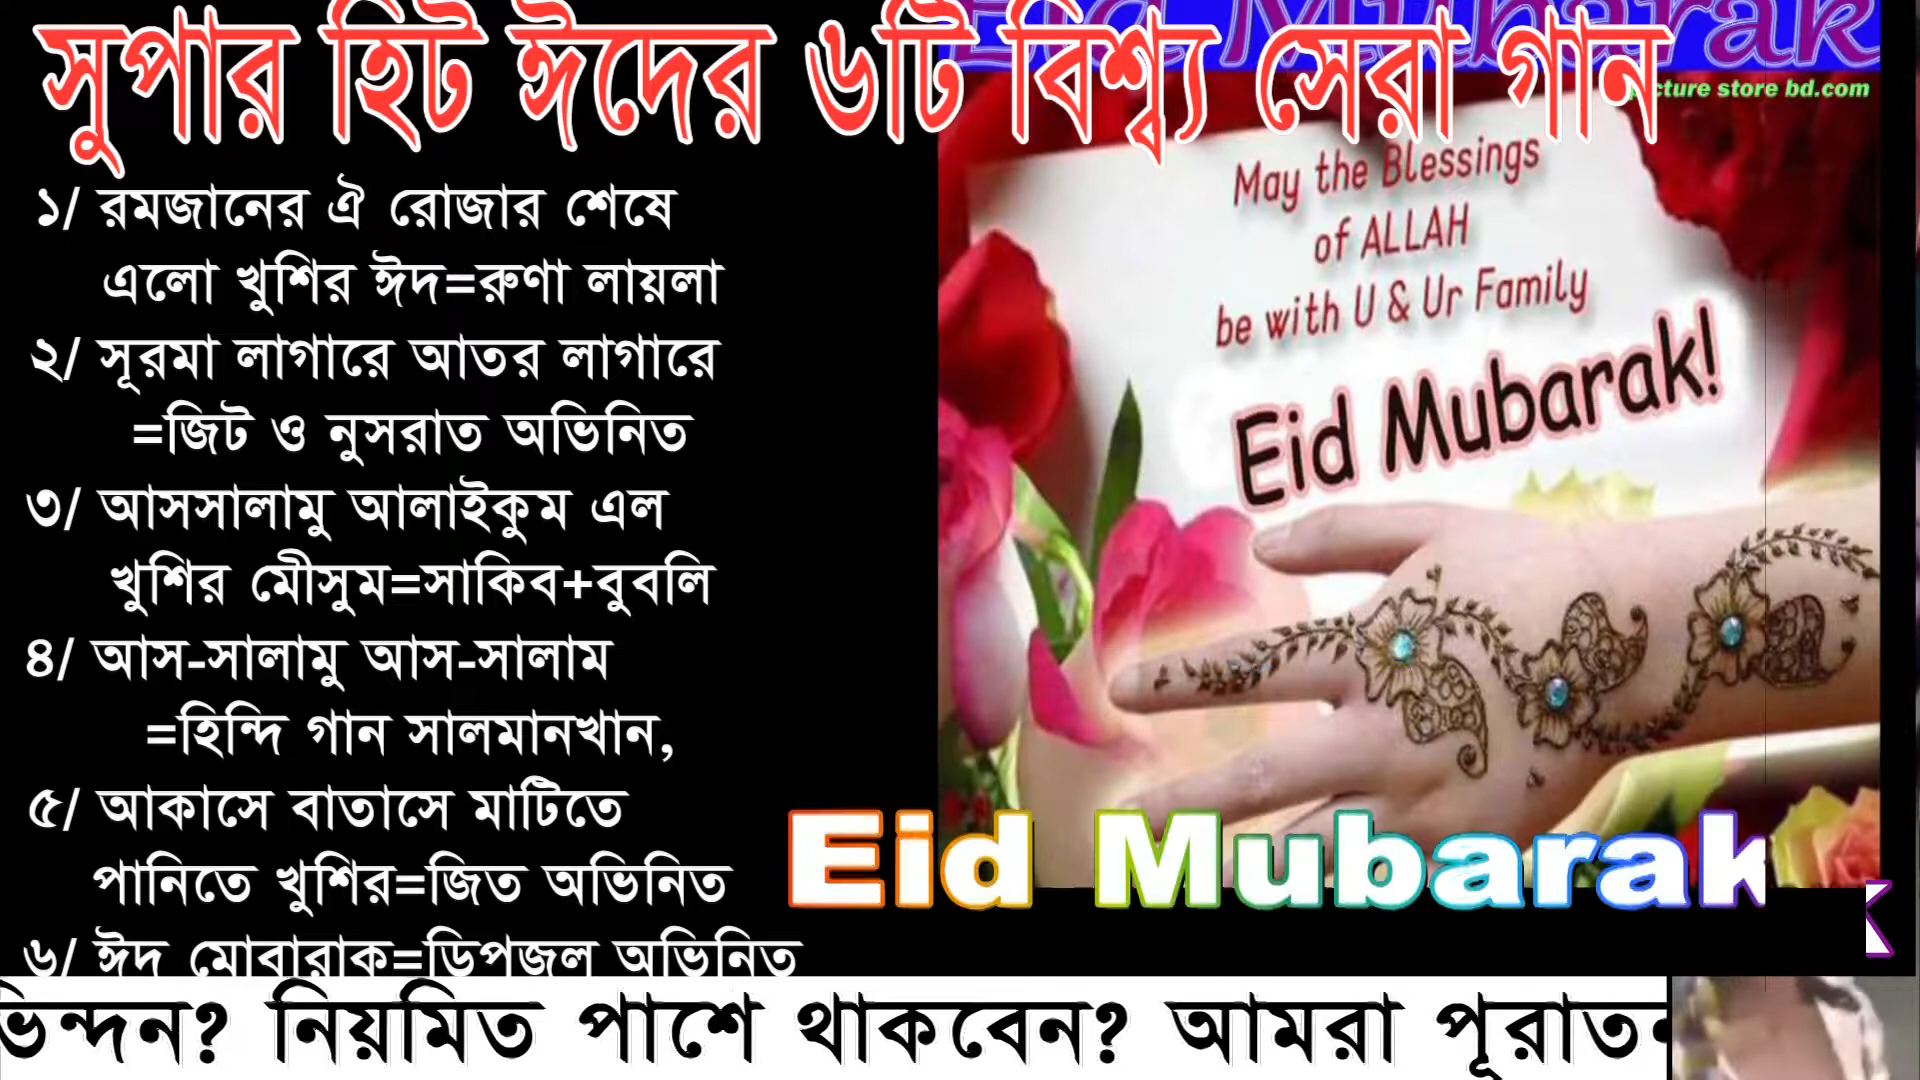 সুপার হিট ঈদের ৬টি বিশ্ব্য সেরা গান
Eid Mubarak
cture store bd.com
১/ রমজানের ঐ রোজার শেষে
এলো খুশির ঈদ=রুণা লায়লা
২/ সূরমা লাগারে আতর লাগারে
=জিট ও নুসরাত অভিনিত
৩/ আসসালামু আলাইকুম এল
খুশির মৌসুম=সাকিব+বুবলি
৪/ আস-সালামু আস-সালাম
=হিন্দি গান সালমানখান,
৫/ আকাসে বাতাসে মাটিতে
পানিতে খুশির=জিত অভিনিত
৬/ ঈদ মোবারাক=ডিপজল অভিনিত
May the Blessings
of ALLAH
be with U & Ur Family
Eid Mubarak!
Eid Mubarak
ভিন্দন? নিয়মিত পাশে থাকবেন? আমরা পূরাত